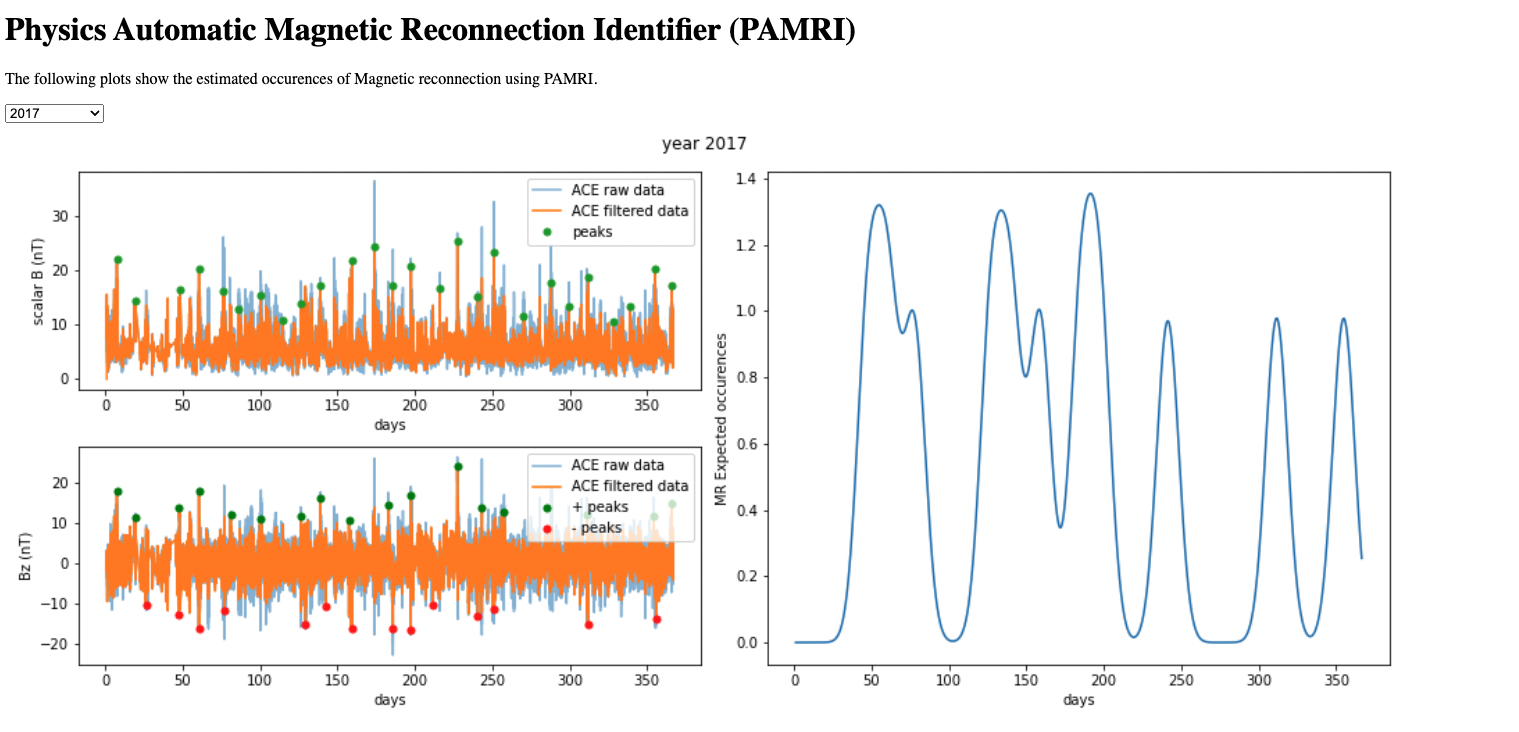 Physics Automatic Magnetic Reconnection Identifier (PAMRI)
The following plots show the estimated occurences of Magnetic reconnection using PAMRI.
2017
year 2017
ACE raw data
ACE filtered data
peaks
scalar B (nT)
30
20
10
0
0 50 100 150 200 250 300 350
days
ACE raw data
ACE filtered data
+ peaks
- peaks
Bz (nT)
20
10
0
−10
−20
0 50 100 150 200 250 300 350
days
MR Expected occurences
1.4
1.2
1.0
0.8
0.6
0.4
0.2
0.0
0 50 100 150 200 250 300 350
days